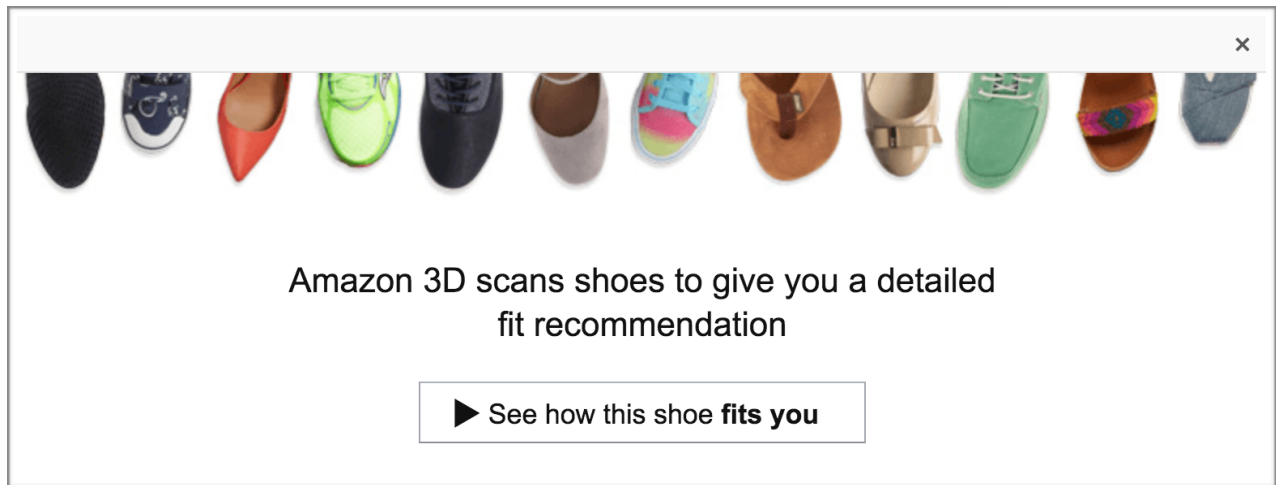 Amazon 3D scans shoes to give you a detailed
fit recommendation
▶ See how this shoe fits you